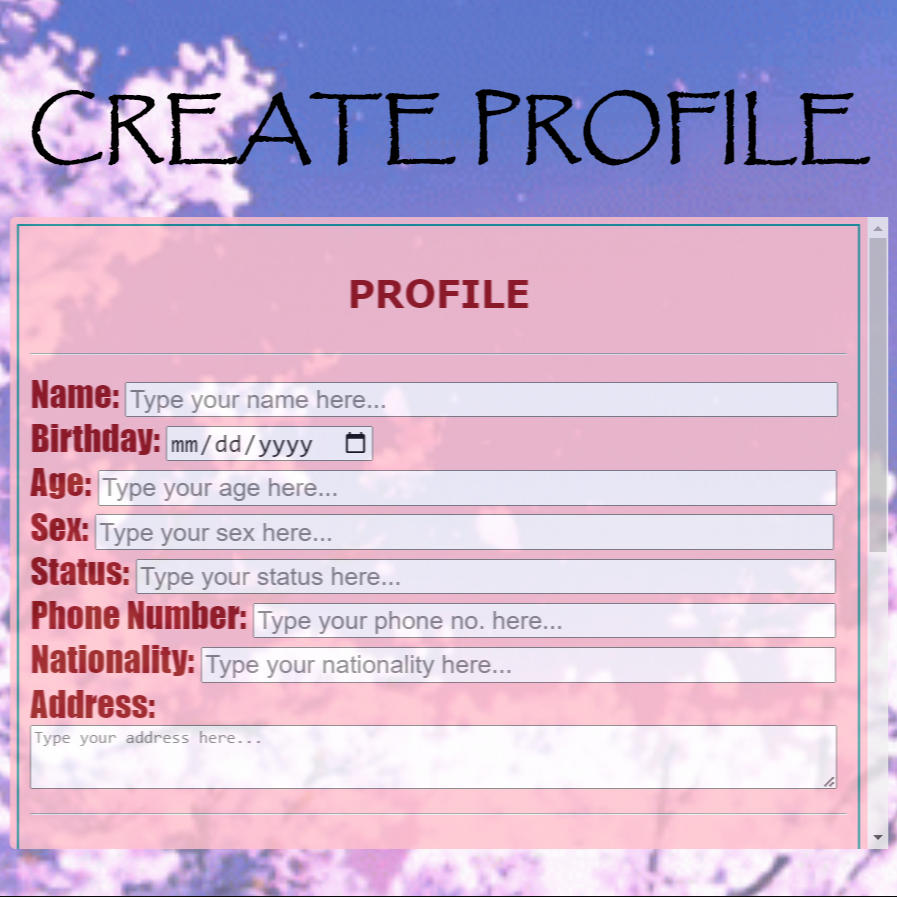 CREATE PROFILE
PROFILE
Name: Type your name here...
Birthday: mm/dd/yyyy
Age: Type your age here...
Sex: Type your sex here...
Status: Type your status here...
Phone Number: Type your phone no. here...
Nationality: Type your nationality here...
Address:
Type your address here...